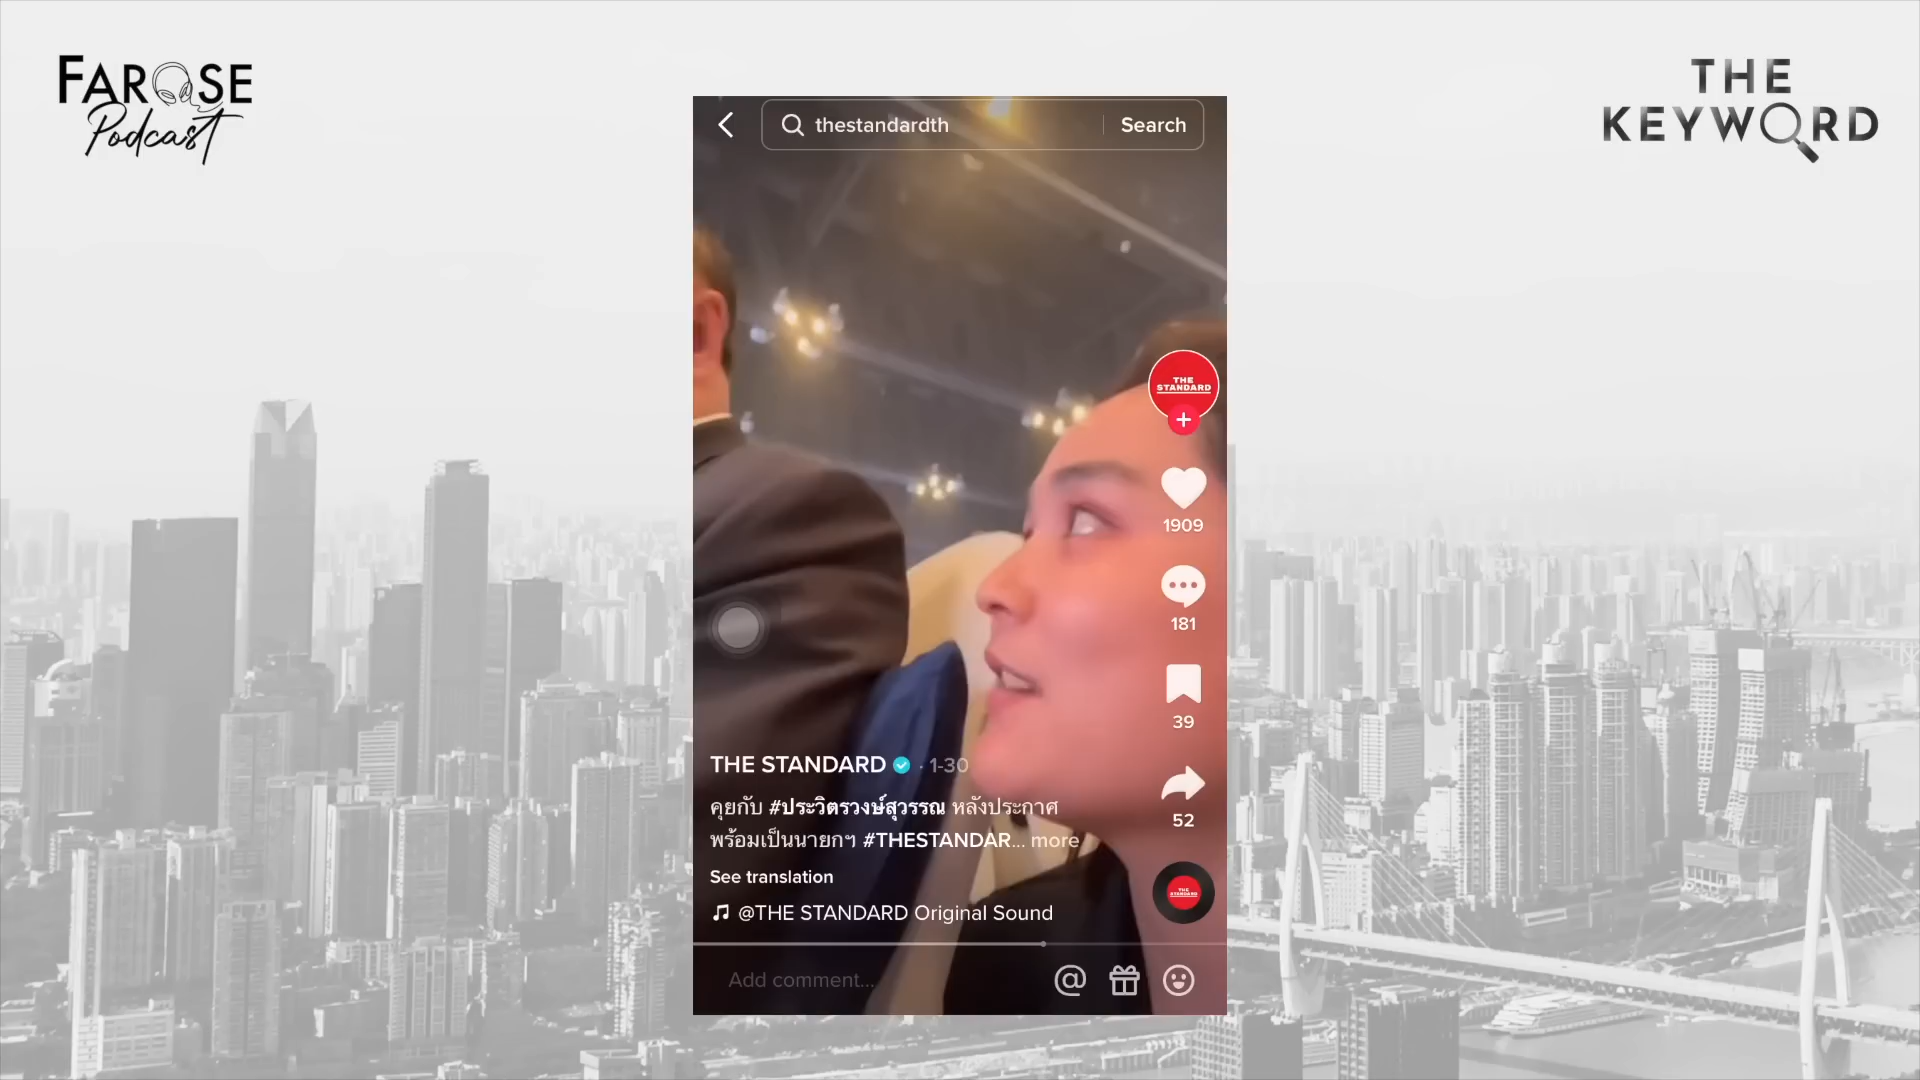 FAROSE
Podcast
THE
KEYWORD
thestandardth
Search
THE
STANDARD
1909
181
39
52
THE STANDARD · 1-30
คุยกับ #ประวิตรวงษ์สุวรรณ หลังประกาศ
พร้อมเป็นนายกฯ #THESTANDAR... more
See translation
@THE STANDARD Original Sound
THE
STANDARD
Add comment...